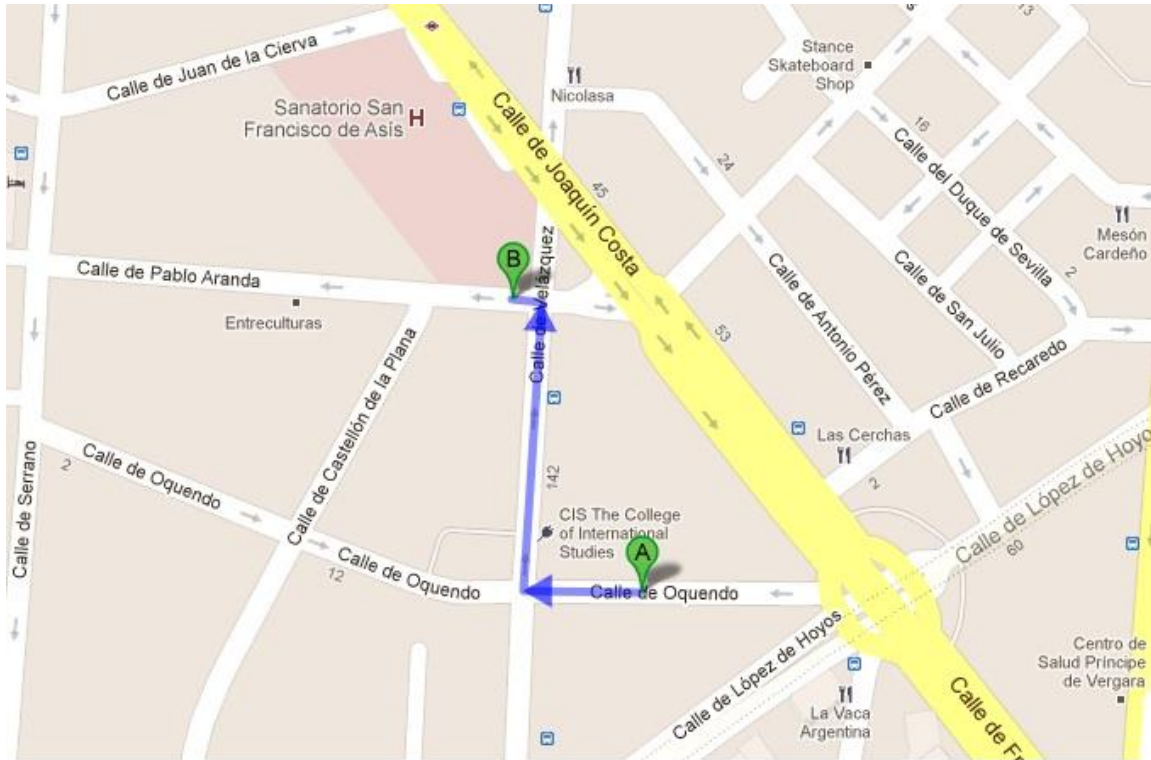 Calle de Juan de la Cierva
Sanatorio San
Francisco de Asís
H
Nicolasa
Stance
Skateboard
Shop
13
16
24
45
Calle de Joaquín Costa
Calle del Duque de Sevilla
Mesón
Cardeño
2
B
Calle de Velázquez
Calle de Pablo Aranda
Entreculturas
53
Calle de Antonio Pérez
Calle de San Julio
Calle de Recaredo
Calle de Velázquez
Calle de Castellón de la Plana
Las Cerchas
2
Calle de Serrano
2
Calle de Oquendo
142
CIS The College
of International
Studies
A
12
Calle de Oquendo
Calle de Oquendo
Calle de López de Hoyos
60
Calle de López de Hoyos
La Vaca
Argentina
Centro de
Salud Príncipe
de Vergara
Calle de Fr